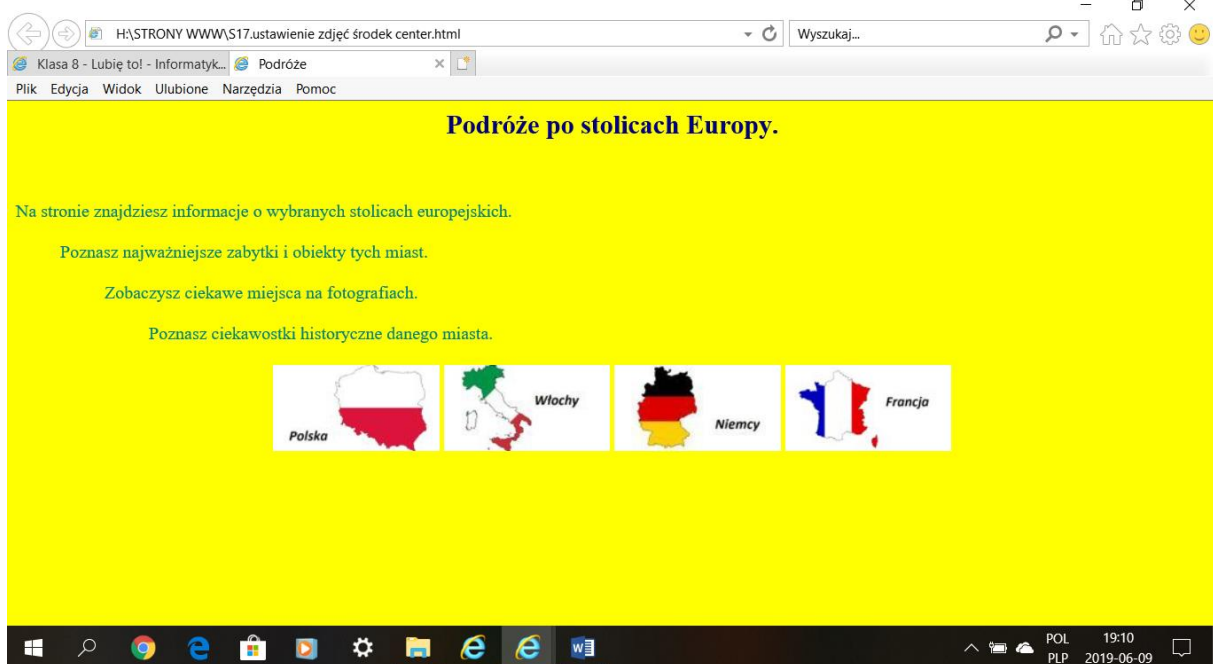 H:\STRONY WWW\S17.ustawienie zdjęć środek center.html
Wyszukaj...
Klasa 8 - Lubię to! - Informatyk...
Podróże
Plik Edycja Widok Ulubione Narzędzia Pomoc
Podróże po stolicach Europy.
Na stronie znajdziesz informacje o wybranych stolicach europejskich.
Poznasz najważniejsze zabytki i obiekty tych miast.
Zobaczysz ciekawe miejsca na fotografiach.
Poznasz ciekawostki historyczne danego miasta.
Polska
Włochy
Niemcy
Francja
POL
PLP
19:10
2019-06-09